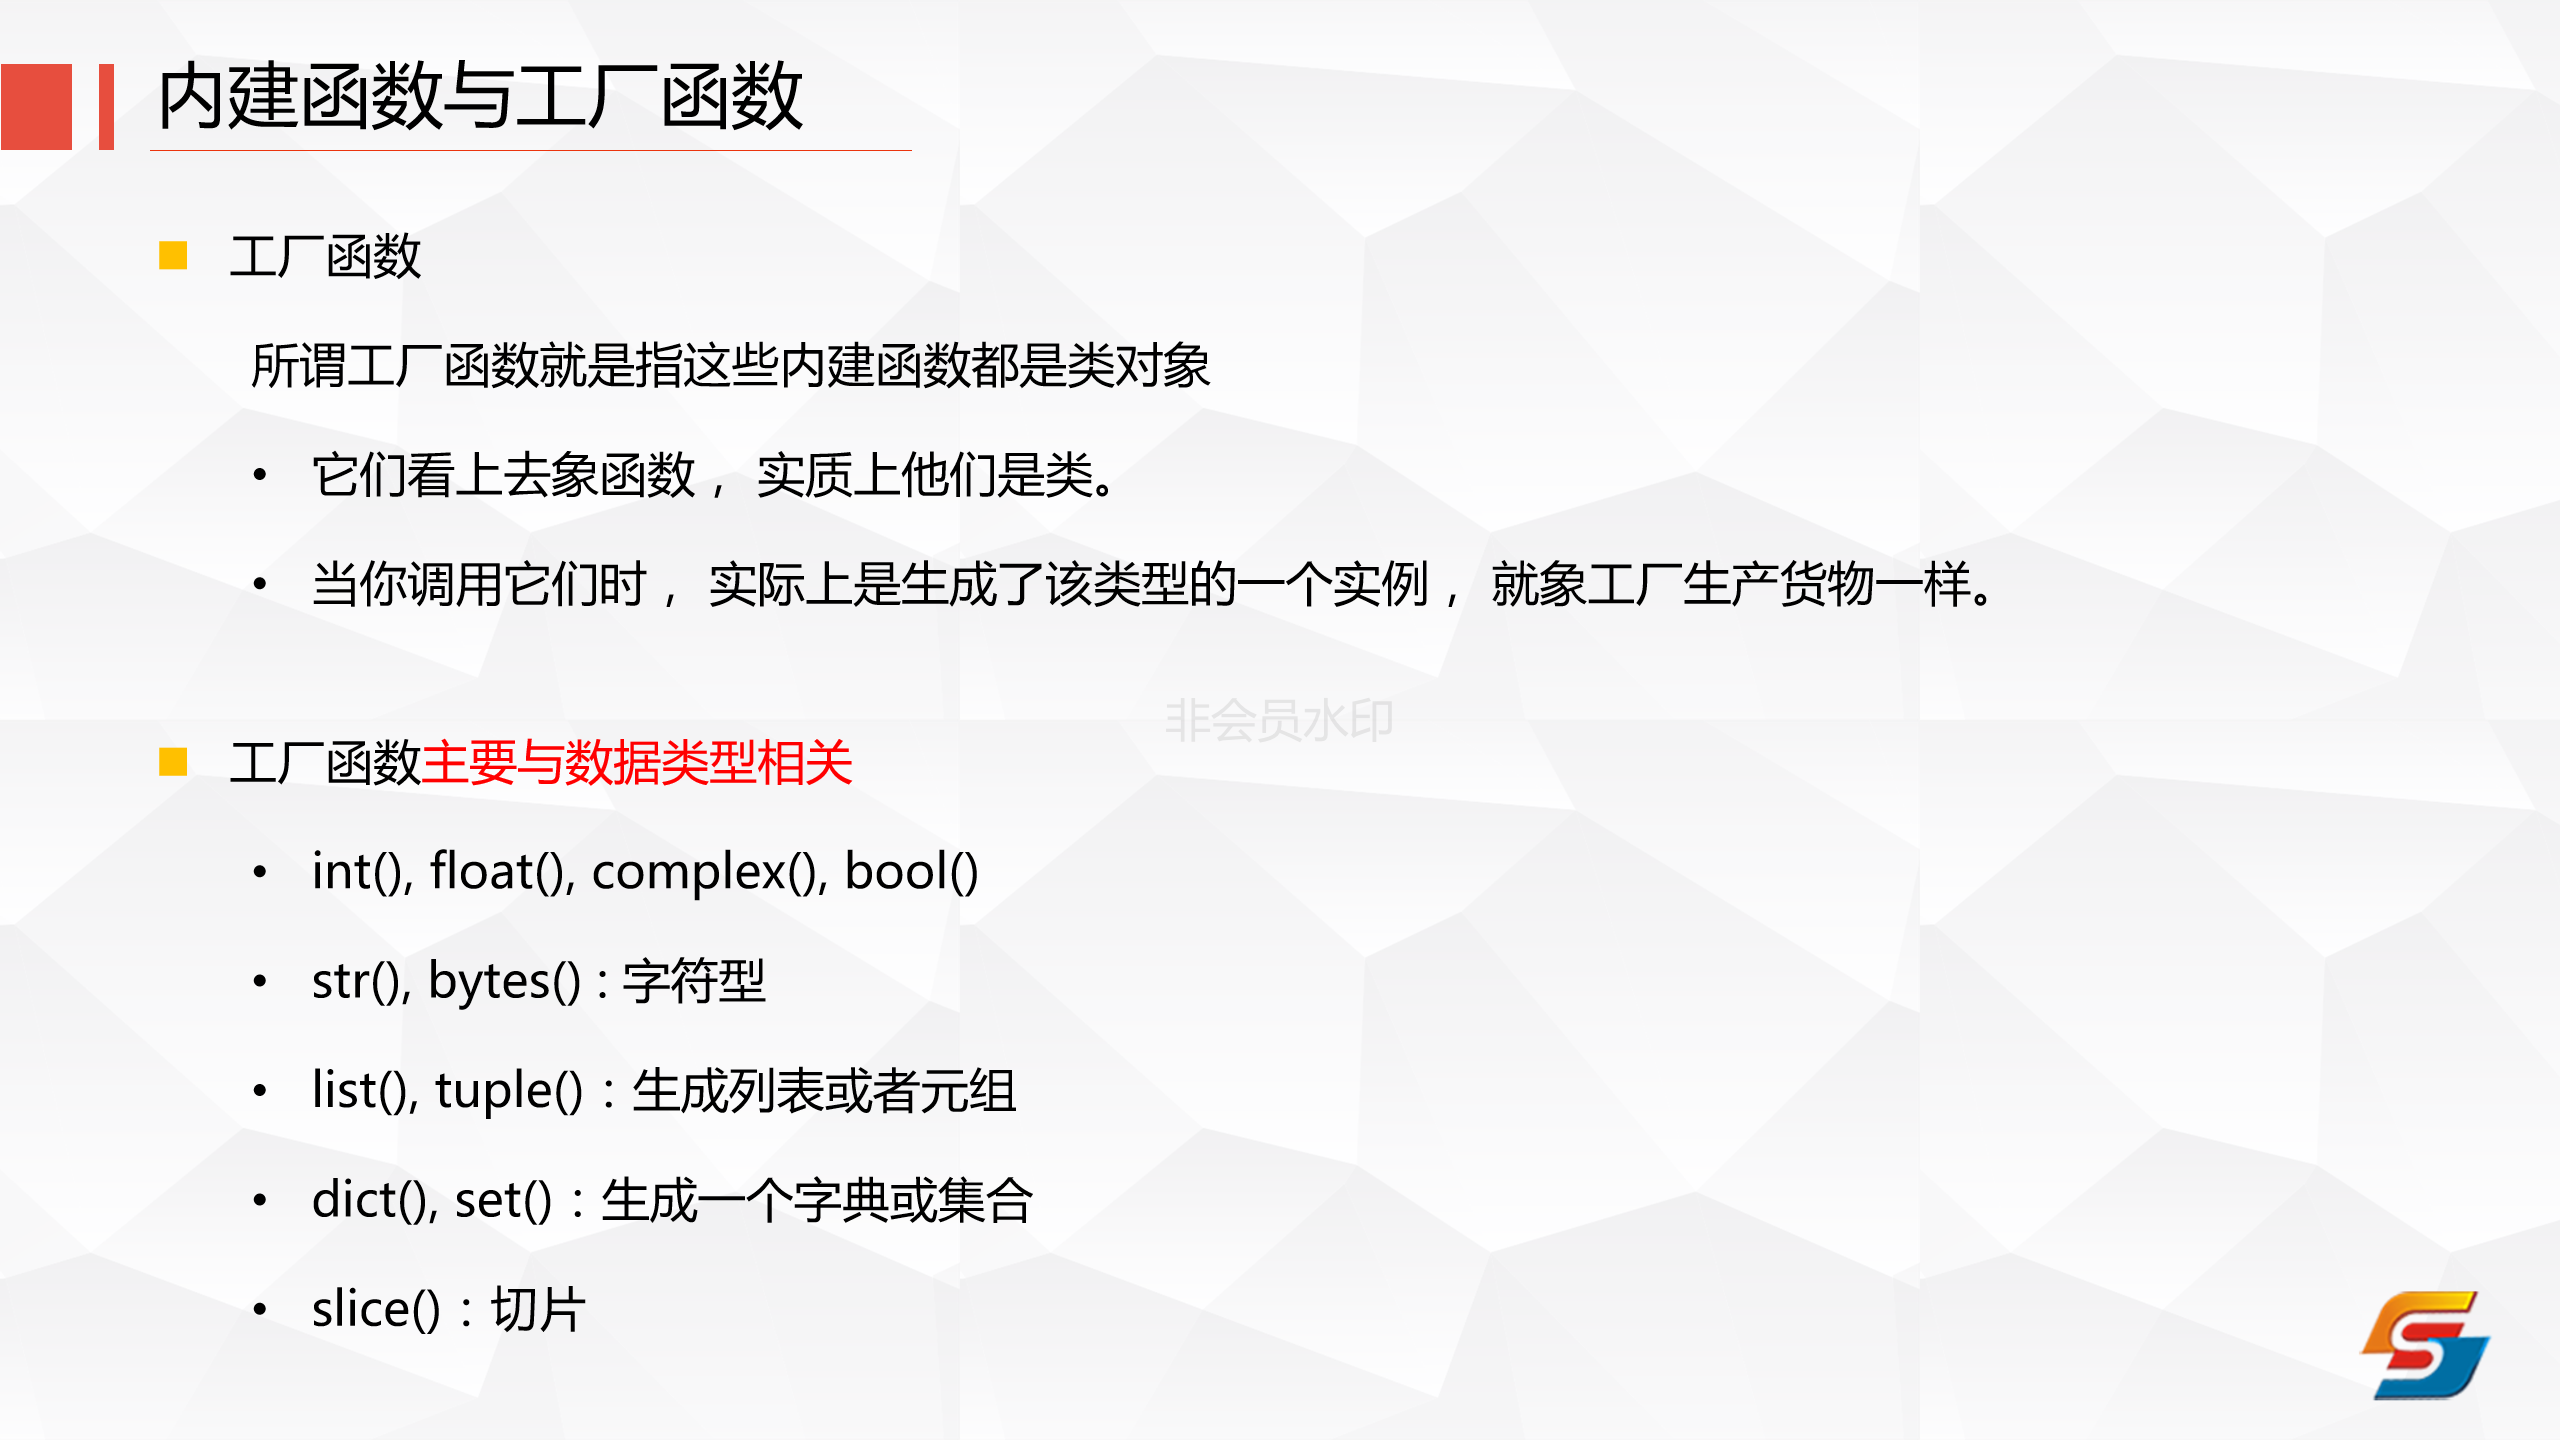 内建函数与工厂函数
工厂函数
所谓工厂函数就是指这些内建函数都是类对象
• 它们看上去象函数， 实质上他们是类。
• 当你调用它们时， 实际上是生成了该类型的一个实例， 就象工厂生产货物一样。
非会员水印
工厂函数主要与数据类型相关
• int(), float(), complex(), bool()
• str(), bytes() : 字符型
• list(), tuple()：生成列表或者元组
• dict(), set()：生成一个字典或集合
• slice()：切片